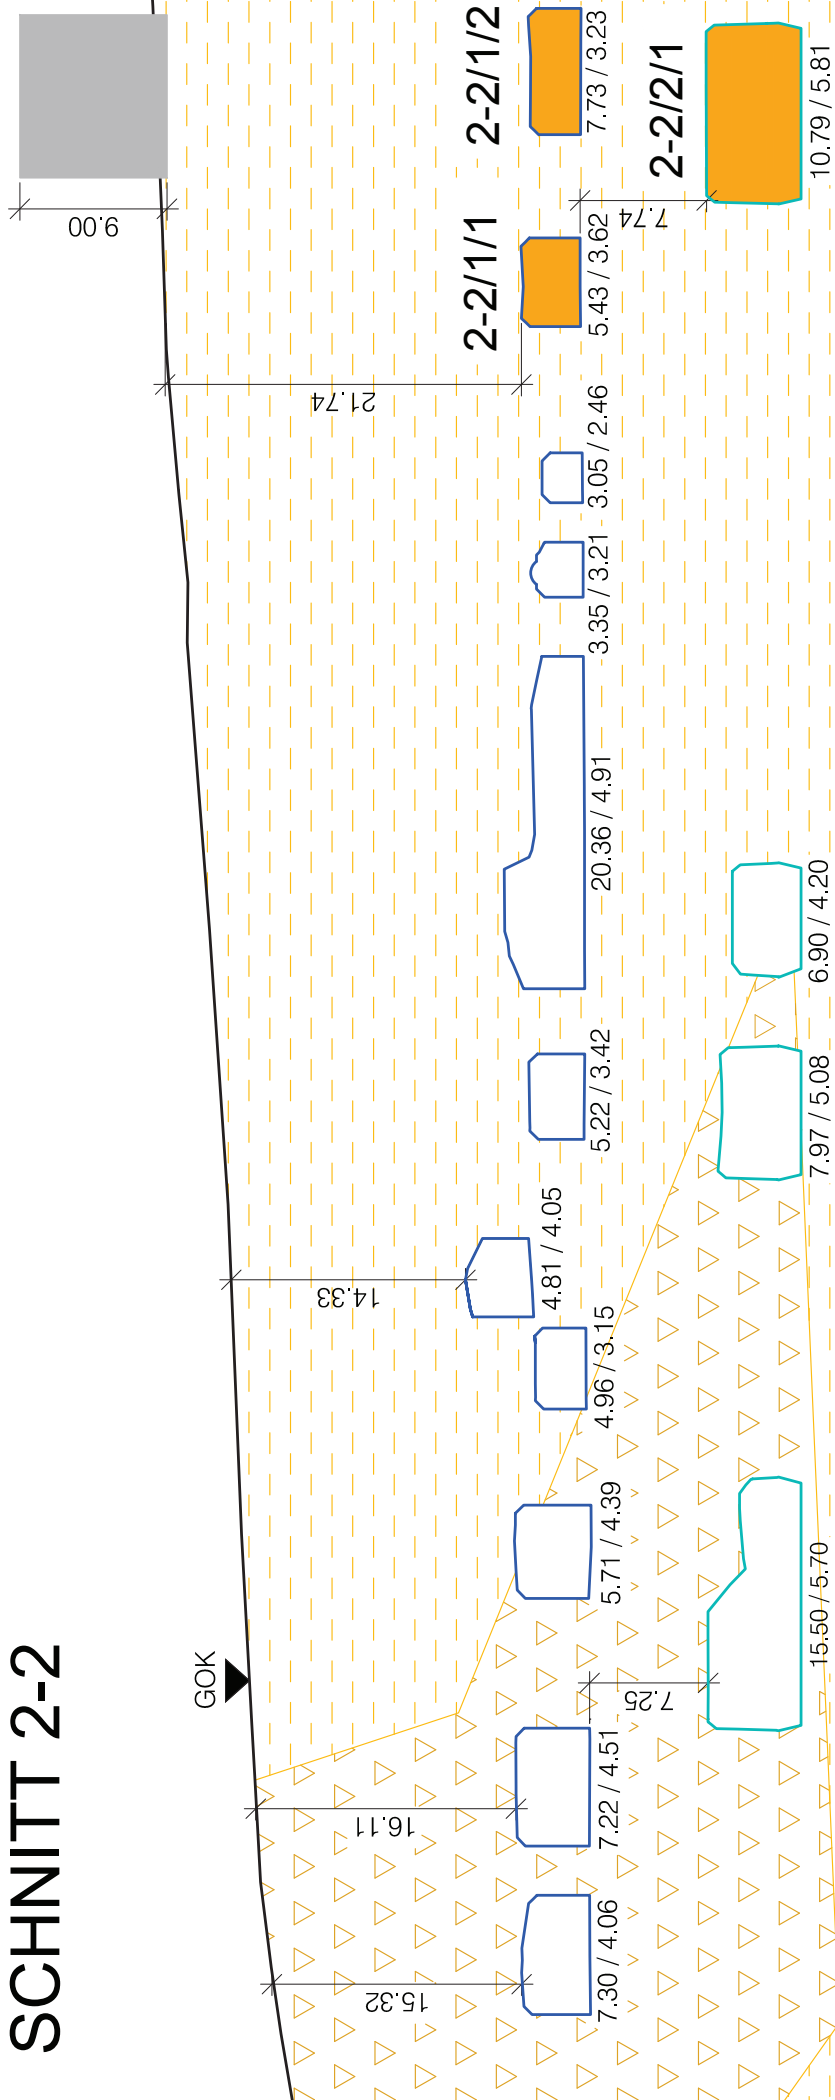 SCHNITT 2-2
GOK
9.00
15.32
16.11
14.33
21.74
2-2/1/1
2-2/1/2
7.30 / 4.06
7.22 / 4.51
5.71 / 4.39
4.96 / 3.15
4.81 / 4.05
5.22 / 3.42
20.36 / 4.91
3.35 / 3.21
3.05 / 2.46
5.43 / 3.62
7.73 / 3.23
7.25
7.74
2-2/2/1
15.50 / 5.70
7.97 / 5.08
6.90 / 4.20
10.79 / 5.81